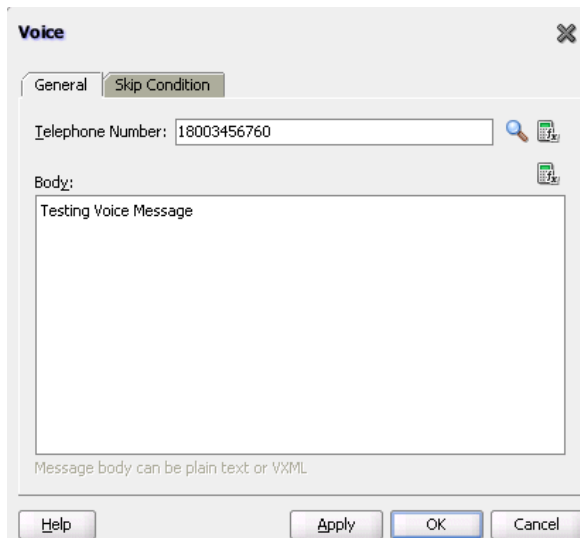 Voice
General Skip Condition
Telephone Number: 18003456760
Body:
Testing Voice Message
Message body can be plain text or VXML
Help Apply OK Cancel